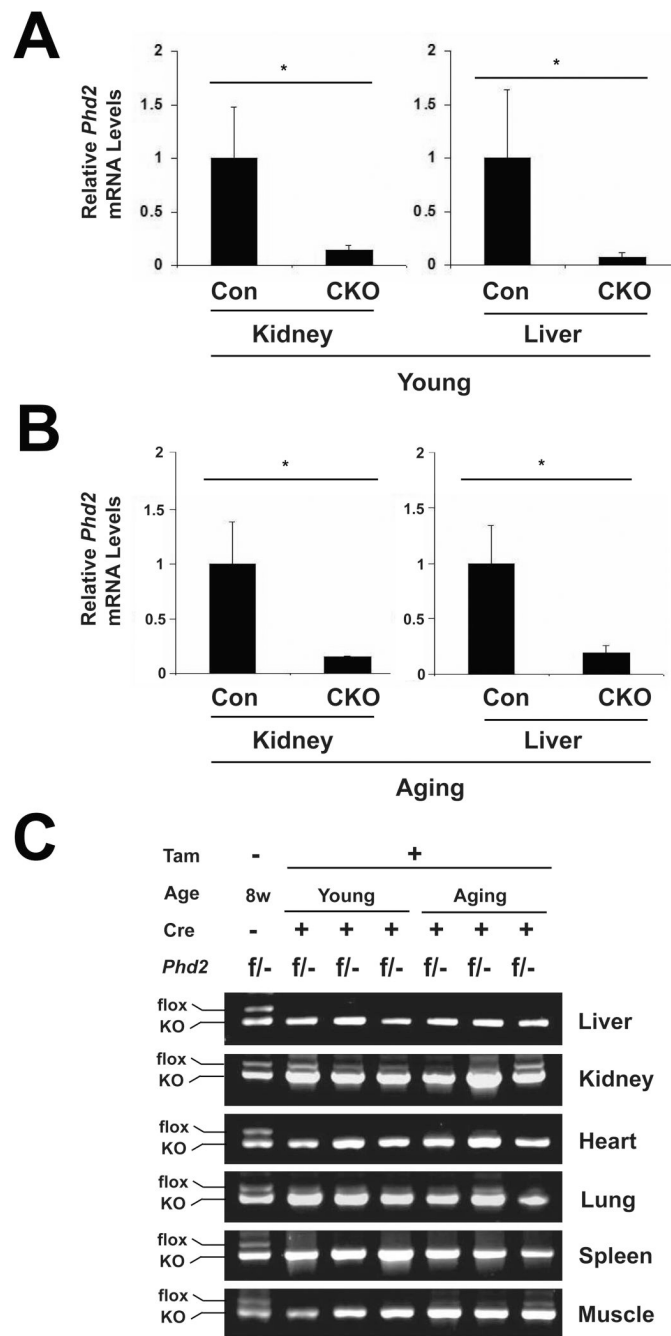 A
Relative Phd2
mRNA Levels
2
1.5
1
0.5
0
*
Con CKO
Kidney
2
1.5
1
0.5
0
*
Con CKO
Liver
Young
B
Relative Phd2
mRNA Levels
2
1.5
1
0.5
0
*
Con CKO
Kidney
2
1.5
1
0.5
0
*
Con CKO
Liver
Aging
C
Tam - +
Age 8w Young Aging
Cre - + + + + + +
Phd2 f/- f/- f/- f/- f/- f/- f/-
flox
KO
Liver
flox
KO
Kidney
flox
KO
Heart
flox
KO
Lung
flox
KO
Spleen
flox
KO
Muscle